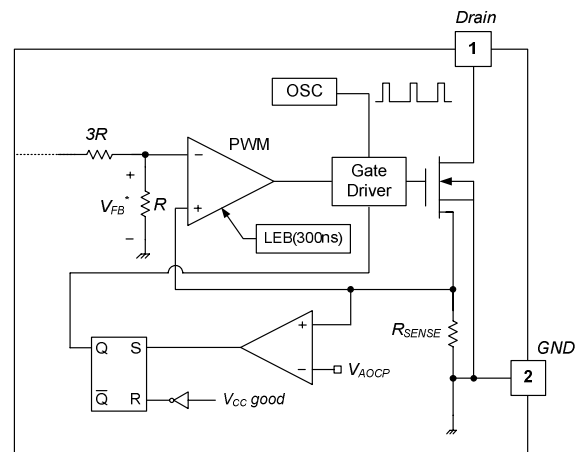 Drain
1
OSC
3R
PWM
−
+
Gate
Driver
+
V_FB*
−
R
LEB(300ns)
R_SENSE
GND
2
+
−
V_AOCP
Q
S
Q̅
R
V_CC good